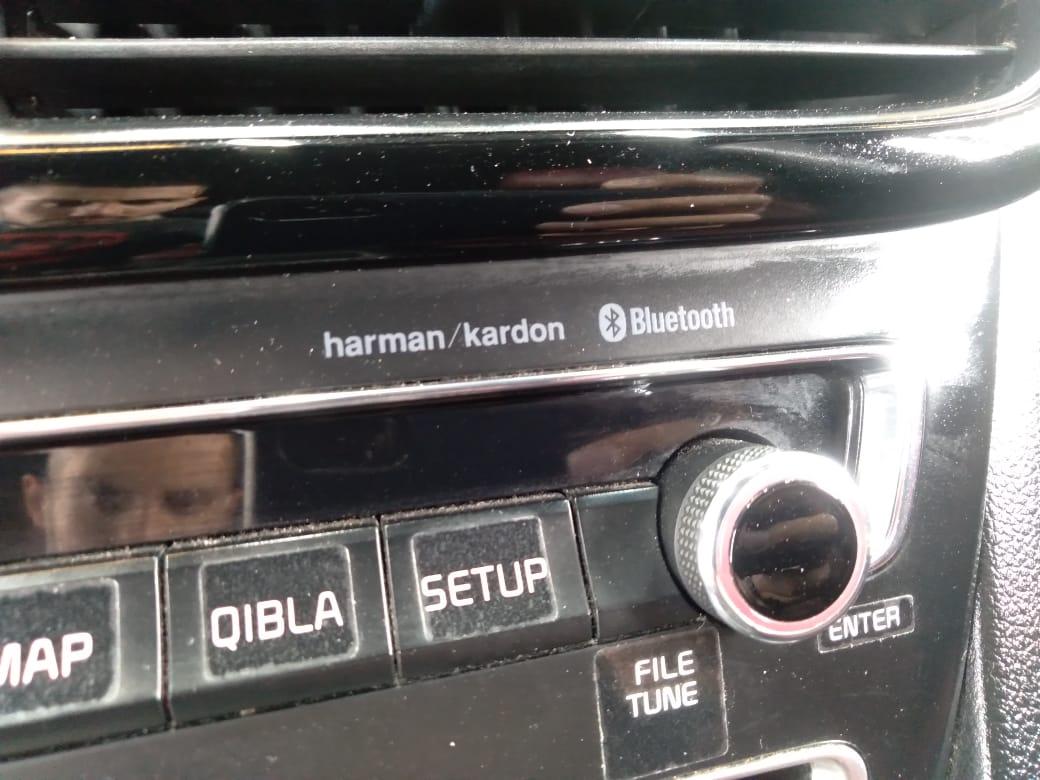 harman/kardon Bluetooth
MAP QIBLA SETUP
ENTER
FILE
TUNE